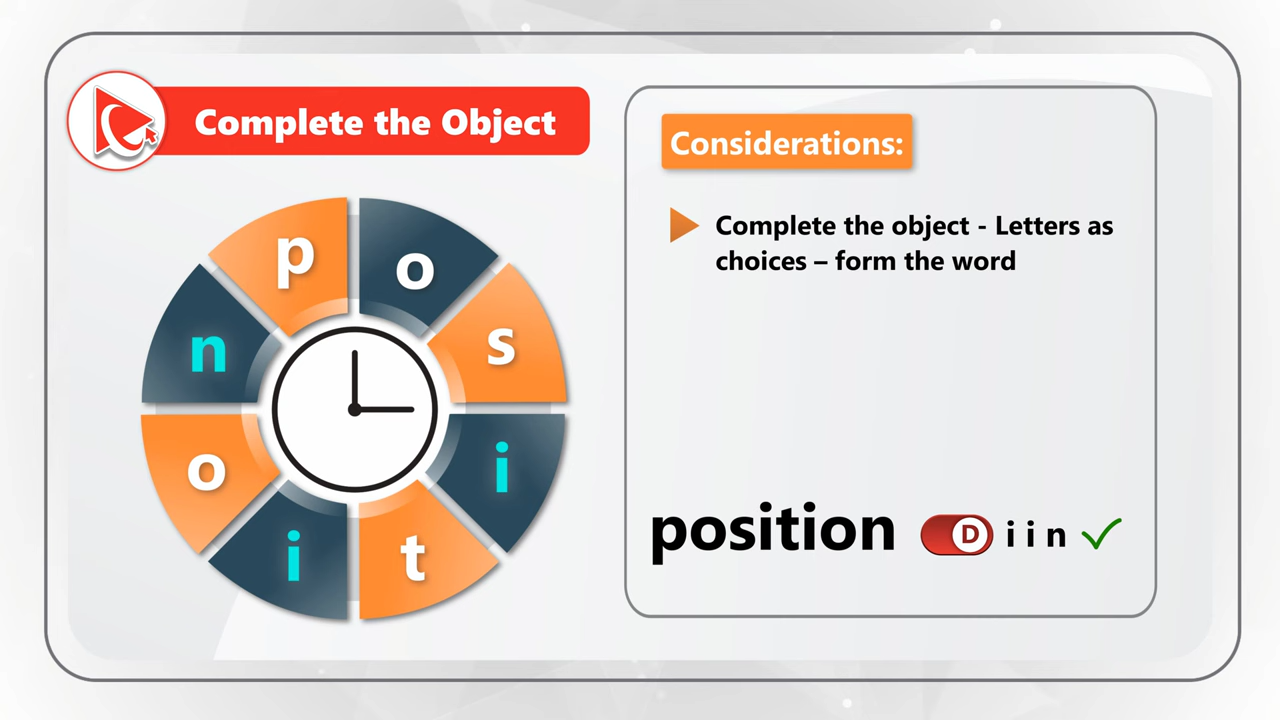 Complete the Object
Considerations:
Complete the object - Letters as
choices – form the word
p
o
s
i
t
i
o
n
position D i i n